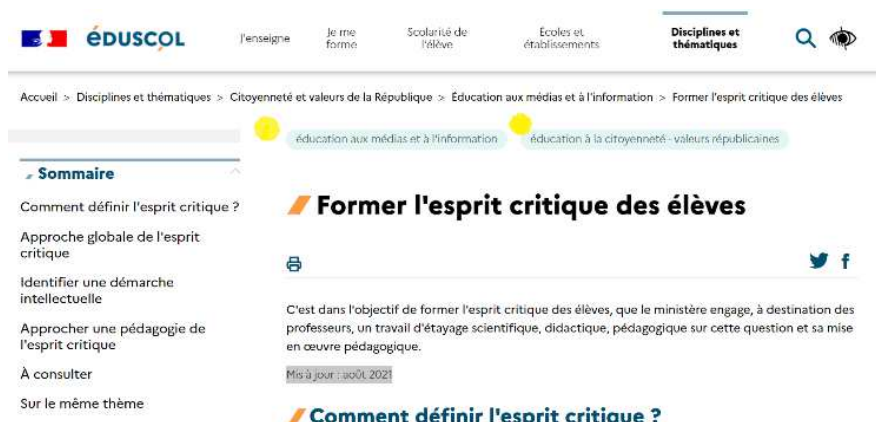 éduscol
J'enseigne
Je me
forme
Scolarité de
l'élève
Écoles et
établissements
Disciplines et
thématiques
Accueil > Disciplines et thématiques > Citoyenneté et valeurs de la République > Éducation aux médias et à l'information > Former l'esprit critique des élèves
éducation aux médias et à l'information
éducation à la citoyenneté - valeurs républicaines
Sommaire
Comment définir l'esprit critique ?
Approche globale de l'esprit
critique
Identifier une démarche
intellectuelle
Approcher une pédagogie de
l'esprit critique
À consulter
Sur le même thème
Former l'esprit critique des élèves
C'est dans l'objectif de former l'esprit critique des élèves, que le ministère engage, à destination des
professeurs, un travail d'étayage scientifique, didactique, pédagogique sur cette question et sa mise
en œuvre pédagogique.
Mis à jour : août 2021
Comment définir l'esprit critique ?